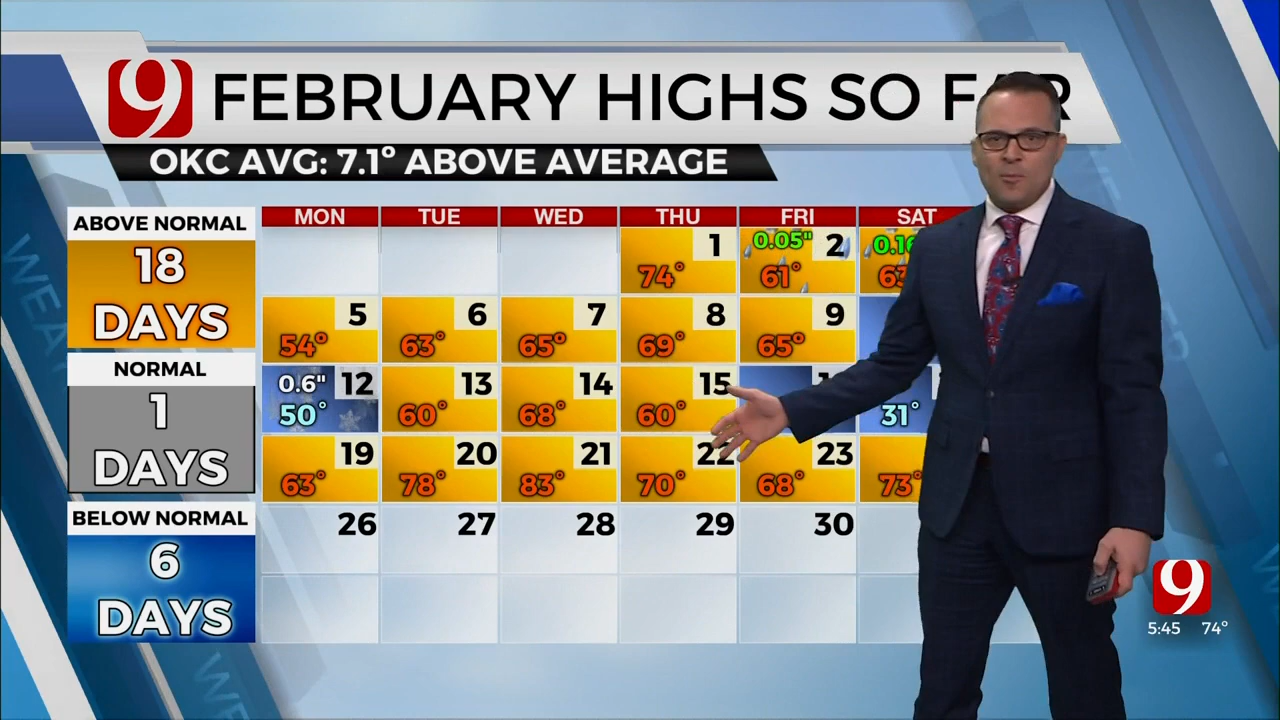 9 FEBRUARY HIGHS SO FAR
OKC AVG: 7.1° ABOVE AVERAGE
ABOVE NORMAL
18
DAYS
NORMAL
1
DAYS
BELOW NORMAL
6
DAYS
MON TUE WED THU FRI SAT
1 0.05" 2
74° 61°
5 6 7 8 9
54° 63° 65° 69° 65°
0.6" 12 13 14 15
50° 60° 68° 60° 31°
19 20 21 22 23
63° 78° 83° 70° 68° 73°
26 27 28 29 30
9
5:45 74°